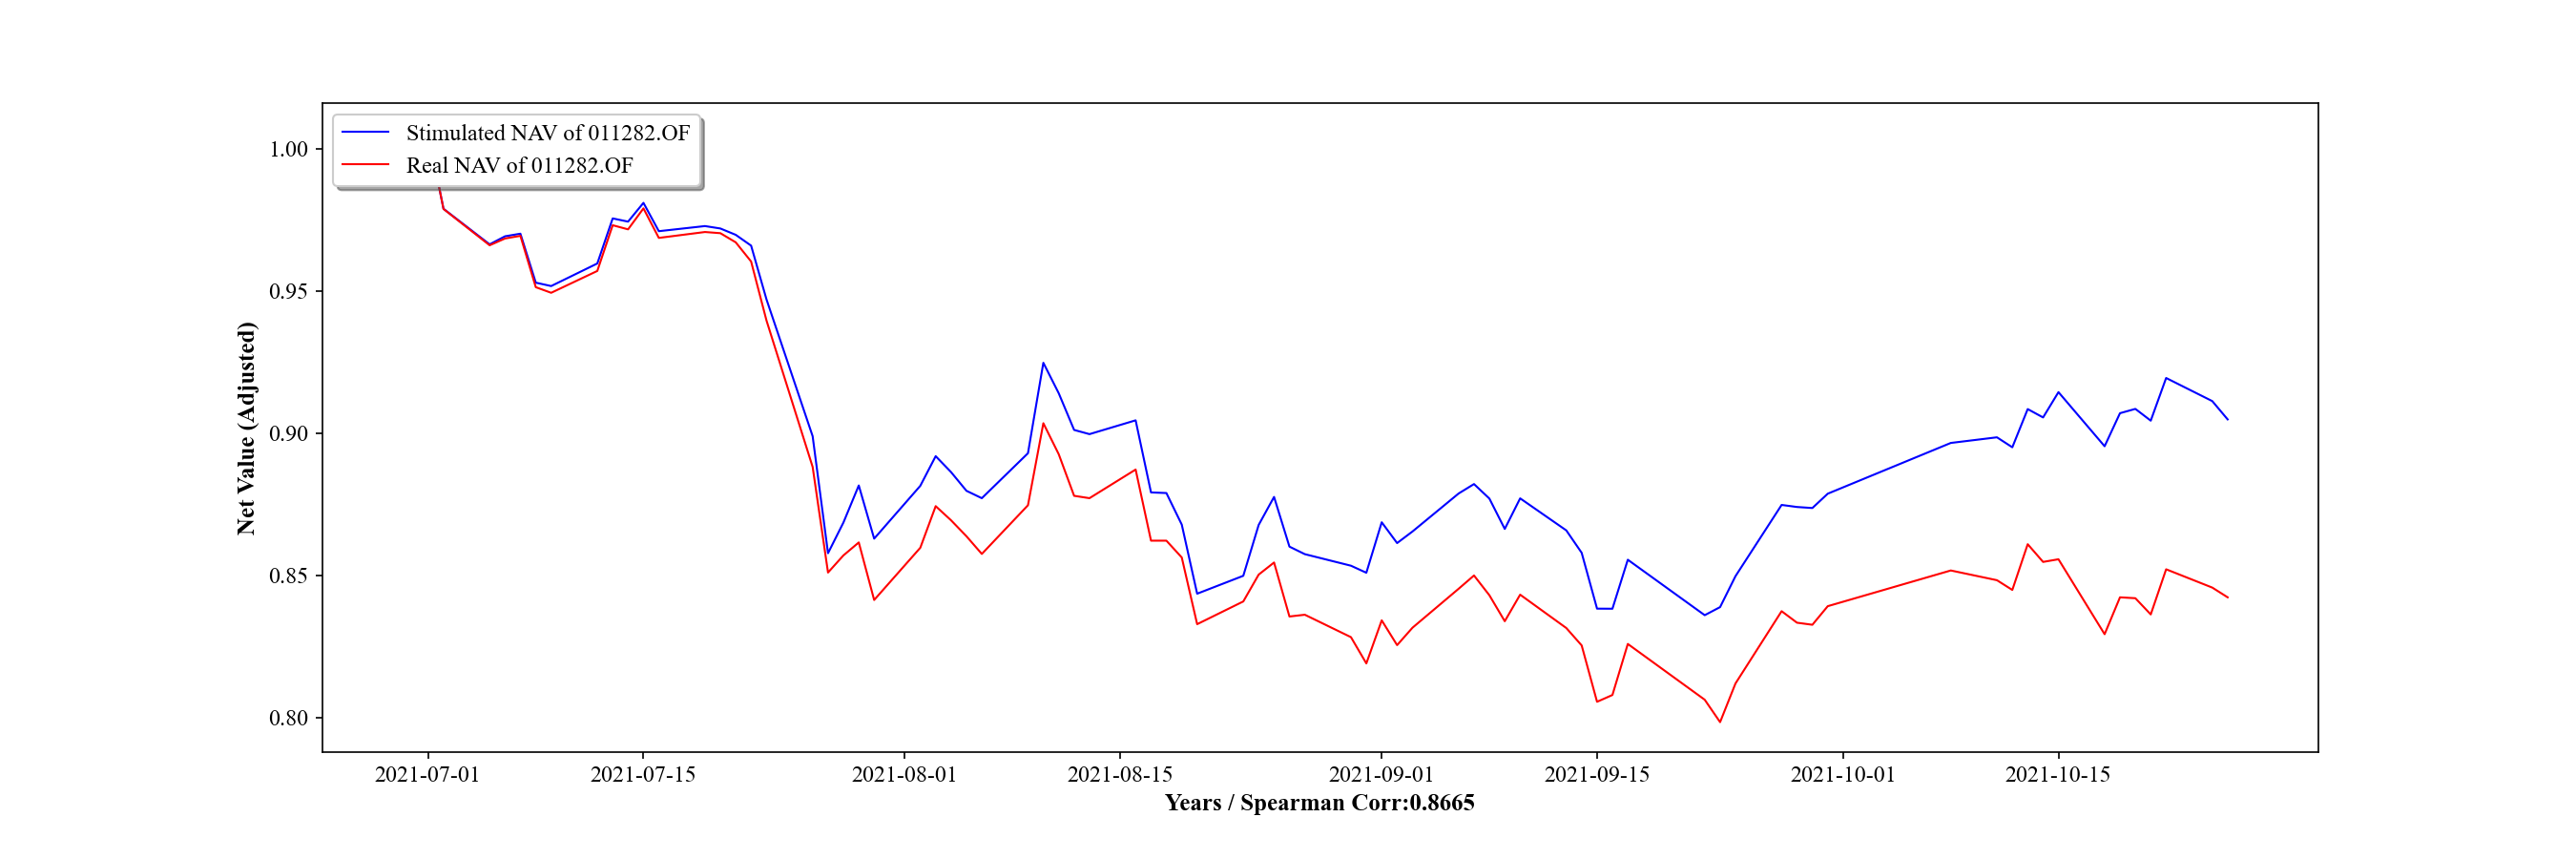 Stimulated NAV of 011282.OF
Real NAV of 011282.OF
1.00
0.95
0.90
0.85
0.80
Net Value (Adjusted)
2021-07-01 2021-07-15 2021-08-01 2021-08-15 2021-09-01 2021-09-15 2021-10-01 2021-10-15
Years / Spearman Corr:0.8665